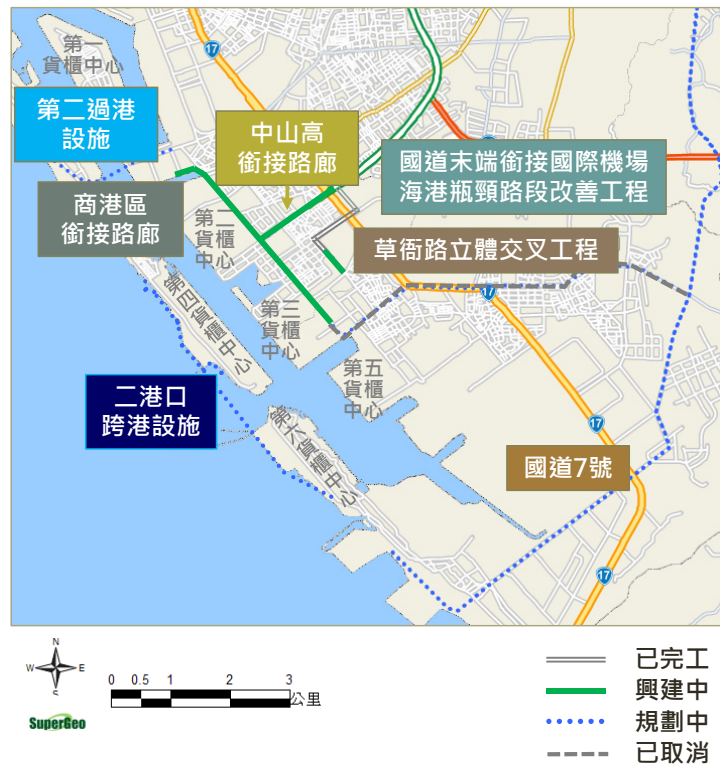 第一
貨櫃中心
17
第二過港
設施
中山高
銜接路廊
國道末端銜接國際機場
海港瓶頸路段改善工程
商港區
銜接路廊
第二
貨櫃
中心
草衙路立體交叉工程
17
第三
貨櫃
中心
第四貨櫃中心
第五
貨櫃
中心
二港口
跨港設施
第六貨櫃中心
17
國道7號
17
N
W
E
S
0 0.5 1 2 3
公里
SuperGeo
已完工
興建中
規劃中
已取消